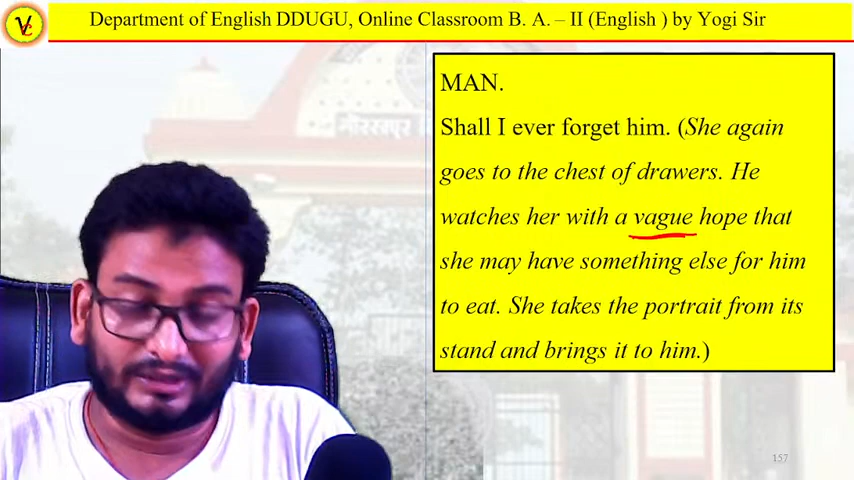 Department of English DDUGU, Online Classroom B. A. – II (English ) by Yogi Sir
MAN.
Shall I ever forget him. (She again
goes to the chest of drawers. He
watches her with a vague hope that
she may have something else for him
to eat. She takes the portrait from its
stand and brings it to him.)
157